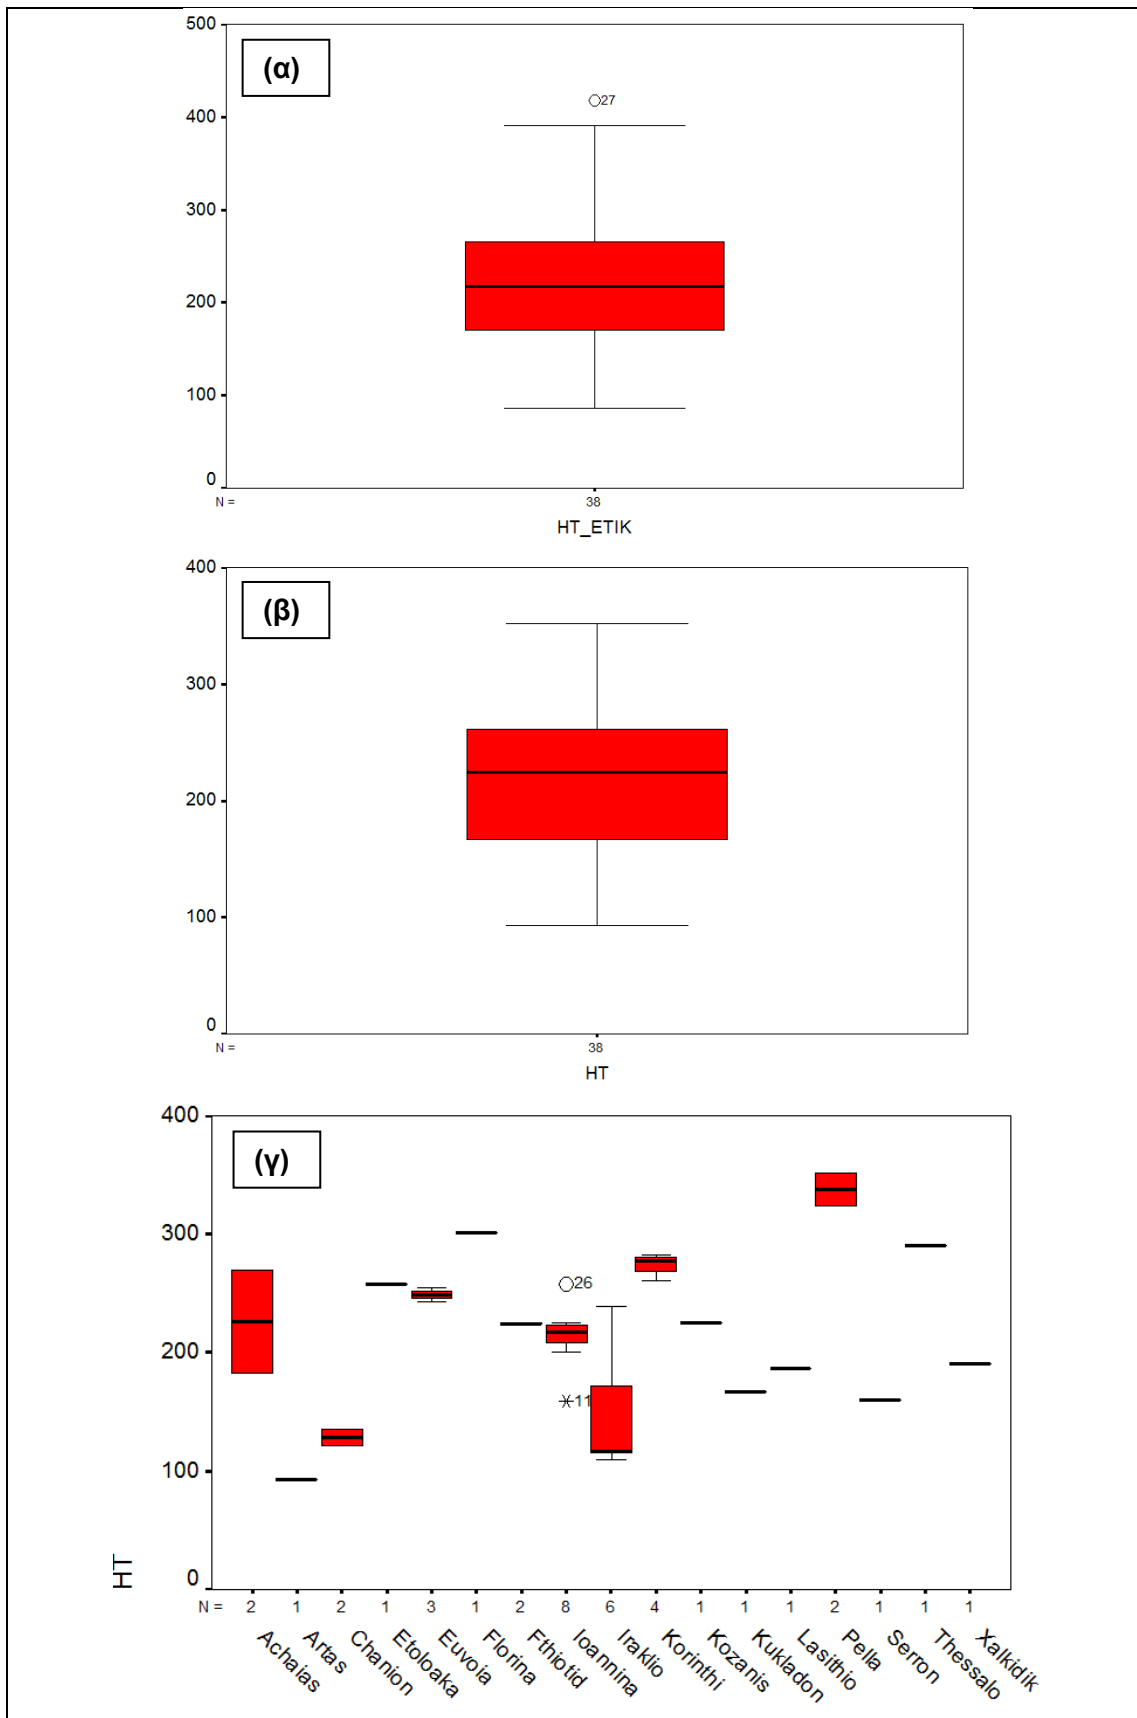 500
(α)
27
400
300
200
100
0
N =
38
HT_ETIK
400
(β)
300
200
100
0
N =
38
HT
400
(γ)
300
26
200
11
100
0
HT
N = 2 1 2 1 3 1 2 8 6 4 1 1 1 2 1 1 1
Achaias
Artas
Chanion
Etoloaka
Euvoia
Florina
Fthiotid
Ioannina
Iraklio
Korinthi
Kozanis
Kukladon
Lasithio
Pella
Serron
Thessalo
Xalkidik